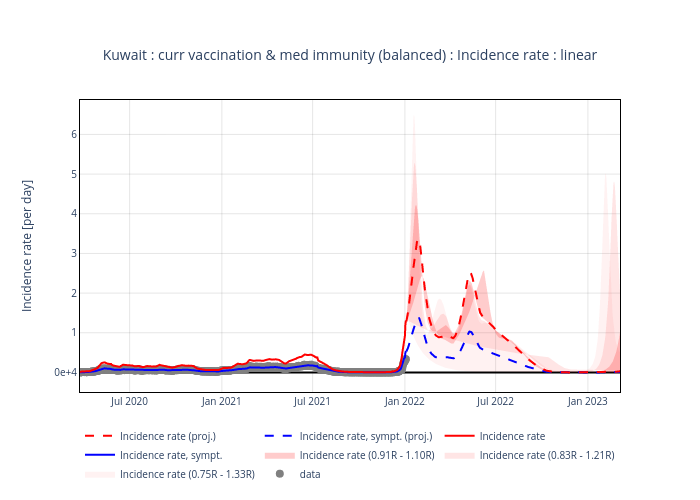 Kuwait : curr vaccination & med immunity (balanced) : Incidence rate : linear
Incidence rate [per day]
6
5
4
3
2
1
0e+4
Jul 2020
Jan 2021
Jul 2021
Jan 2022
Jul 2022
Jan 2023
Incidence rate (proj.)
Incidence rate, sympt. (proj.)
Incidence rate
Incidence rate, sympt.
Incidence rate (0.91R - 1.10R)
Incidence rate (0.83R - 1.21R)
Incidence rate (0.75R - 1.33R)
data